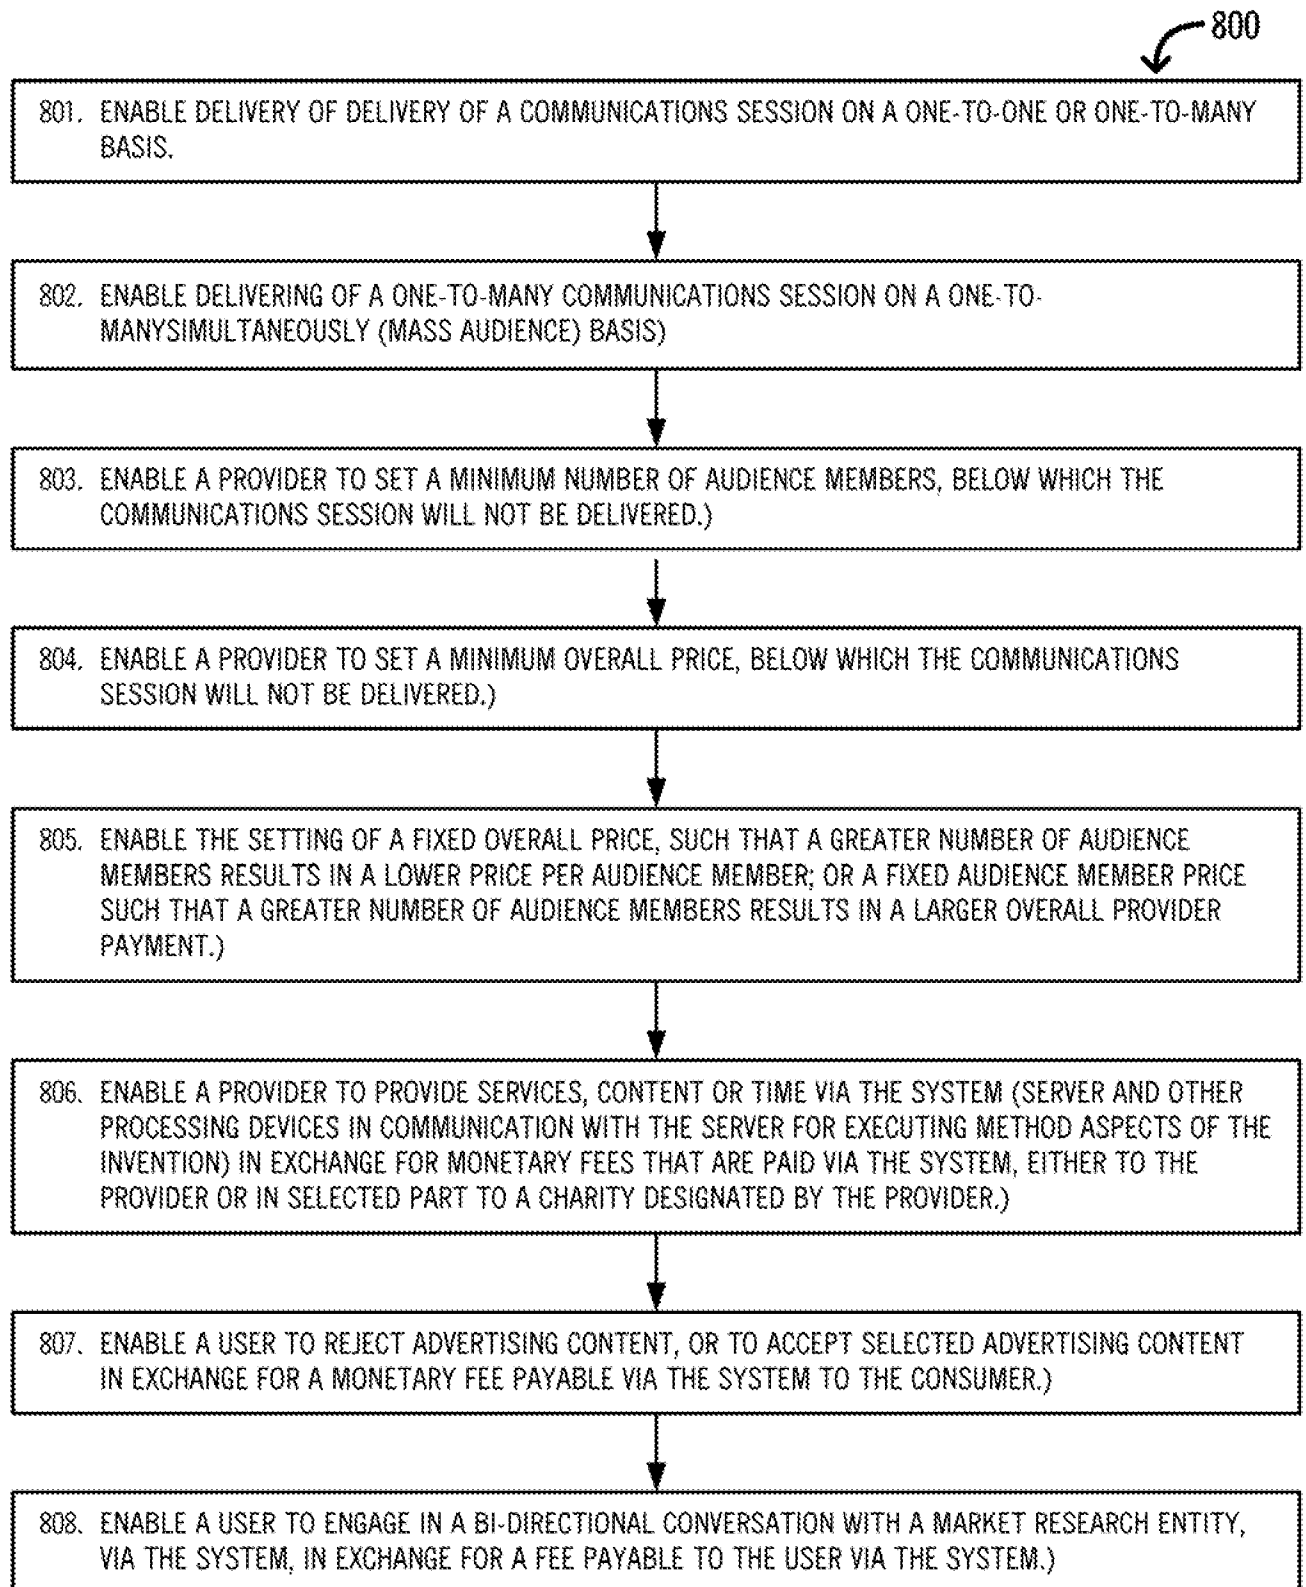 800
801. ENABLE DELIVERY OF DELIVERY OF A COMMUNICATIONS SESSION ON A ONE-TO-ONE OR ONE-TO-MANY
BASIS.
802. ENABLE DELIVERING OF A ONE-TO-MANY COMMUNICATIONS SESSION ON A ONE-TO-
MANYSIMULTANEOUSLY (MASS AUDIENCE) BASIS)
803. ENABLE A PROVIDER TO SET A MINIMUM NUMBER OF AUDIENCE MEMBERS, BELOW WHICH THE
COMMUNICATIONS SESSION WILL NOT BE DELIVERED.)
804. ENABLE A PROVIDER TO SET A MINIMUM OVERALL PRICE, BELOW WHICH THE COMMUNICATIONS
SESSION WILL NOT BE DELIVERED.)
805. ENABLE THE SETTING OF A FIXED OVERALL PRICE, SUCH THAT A GREATER NUMBER OF AUDIENCE
MEMBERS RESULTS IN A LOWER PRICE PER AUDIENCE MEMBER; OR A FIXED AUDIENCE MEMBER PRICE
SUCH THAT A GREATER NUMBER OF AUDIENCE MEMBERS RESULTS IN A LARGER OVERALL PROVIDER
PAYMENT.)
806. ENABLE A PROVIDER TO PROVIDE SERVICES, CONTENT OR TIME VIA THE SYSTEM (SERVER AND OTHER
PROCESSING DEVICES IN COMMUNICATION WITH THE SERVER FOR EXECUTING METHOD ASPECTS OF THE
INVENTION) IN EXCHANGE FOR MONETARY FEES THAT ARE PAID VIA THE SYSTEM, EITHER TO THE
PROVIDER OR IN SELECTED PART TO A CHARITY DESIGNATED BY THE PROVIDER.)
807. ENABLE A USER TO REJECT ADVERTISING CONTENT, OR TO ACCEPT SELECTED ADVERTISING CONTENT
IN EXCHANGE FOR A MONETARY FEE PAYABLE VIA THE SYSTEM TO THE CONSUMER.)
808. ENABLE A USER TO ENGAGE IN A BI-DIRECTIONAL CONVERSATION WITH A MARKET RESEARCH ENTITY,
VIA THE SYSTEM, IN EXCHANGE FOR A FEE PAYABLE TO THE USER VIA THE SYSTEM.)